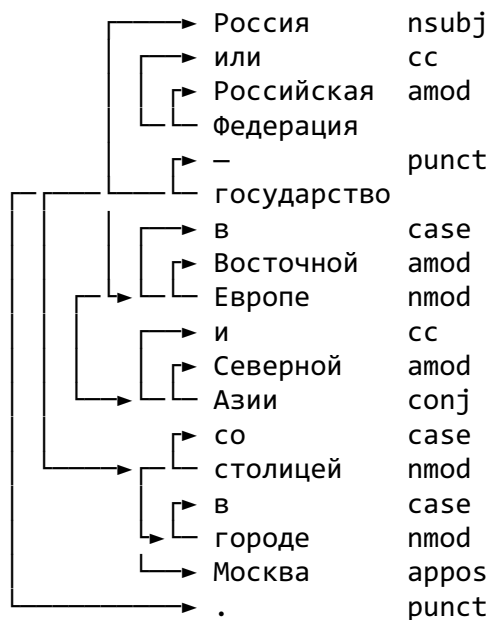 Россия nsubj
или cc
Российская amod
Федерация
— punct
государство
в case
Восточной amod
Европе nmod
и cc
Северной amod
Азии conj
со case
столицей nmod
в case
городе nmod
Москва appos
. punct